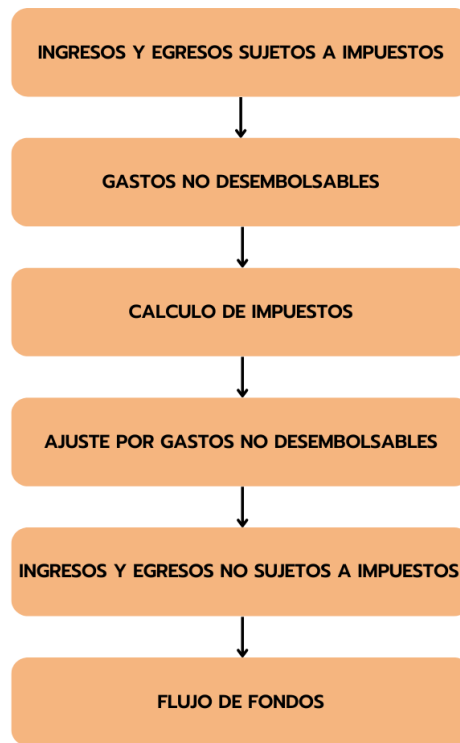 INGRESOS Y EGRESOS SUJETOS A IMPUESTOS
GASTOS NO DESEMBOLSABLES
CALCULO DE IMPUESTOS
AJUSTE POR GASTOS NO DESEMBOLSABLES
INGRESOS Y EGRESOS NO SUJETOS A IMPUESTOS
FLUJO DE FONDOS